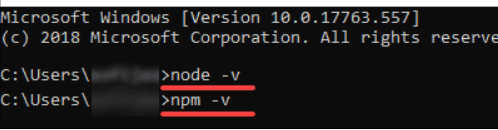 Microsoft Windows [Version 10.0.17763.557]
(c) 2018 Microsoft Corporation. All rights reserve
C:\Users\ >node -v
C:\Users\ >npm -v